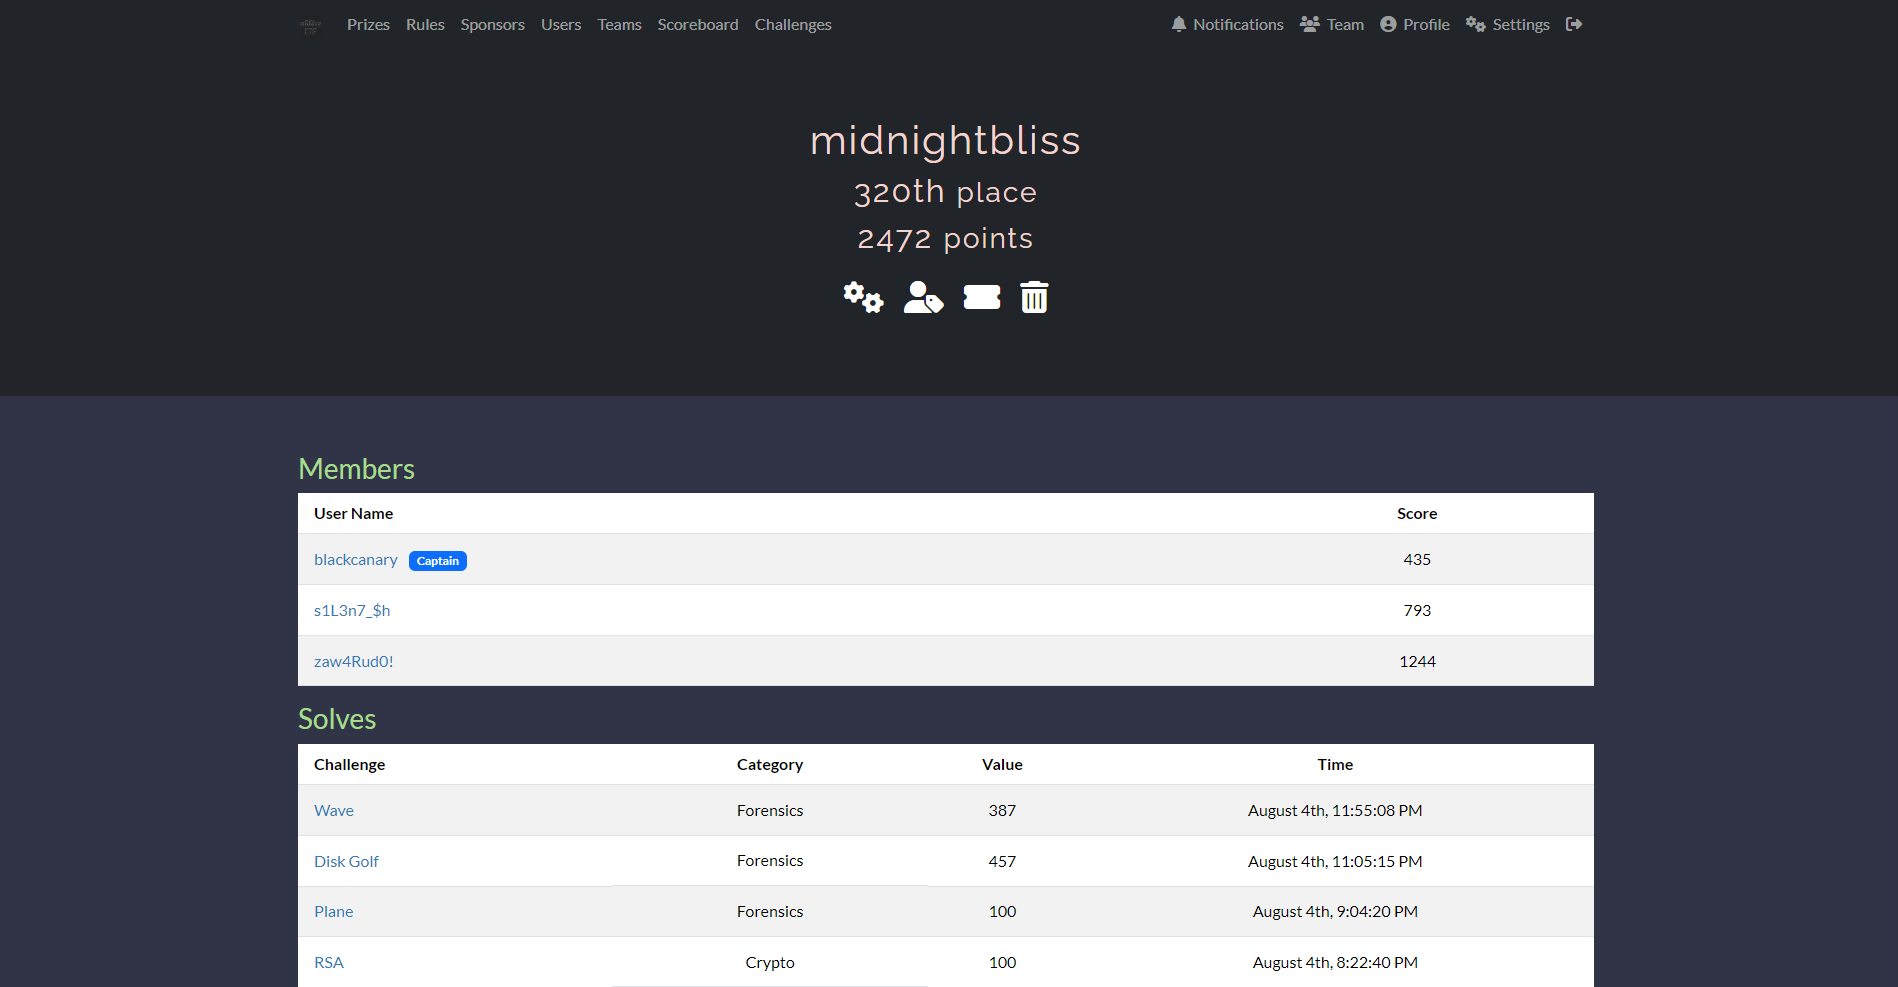 Prizes Rules Sponsors Users Teams Scoreboard Challenges Notifications Team Profile Settings
midnightbliss
320th place
2472 points
Members
User Name Score
blackcanary Captain 435
s1L3n7_$h 793
zaw4Rud0! 1244
Solves
Challenge Category Value Time
Wave Forensics 387 August 4th, 11:55:08 PM
Disk Golf Forensics 457 August 4th, 11:05:15 PM
Plane Forensics 100 August 4th, 9:04:20 PM
RSA Crypto 100 August 4th, 8:22:40 PM